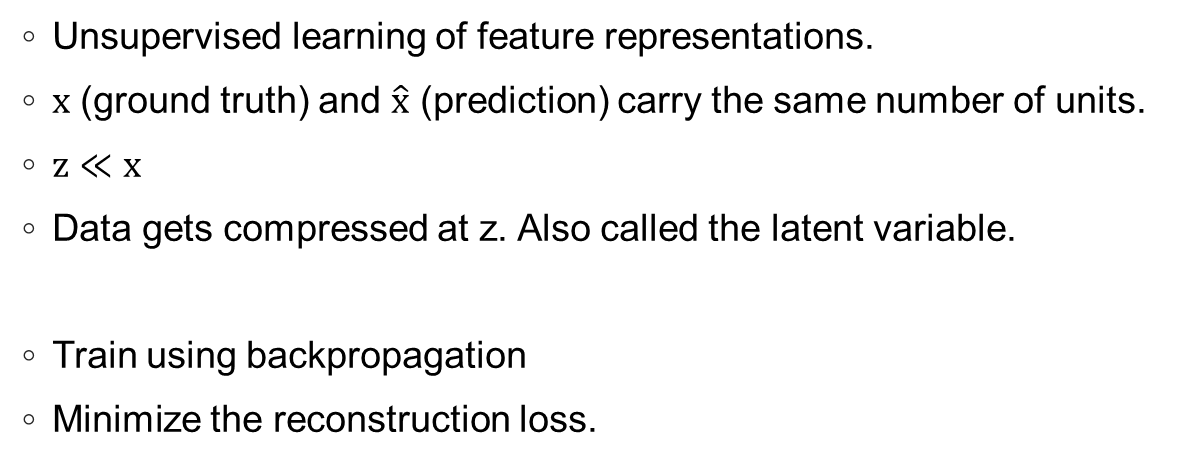 ◦ Unsupervised learning of feature representations.
◦ x (ground truth) and x̂ (prediction) carry the same number of units.
◦ z ≪ x
◦ Data gets compressed at z. Also called the latent variable.
◦ Train using backpropagation
◦ Minimize the reconstruction loss.